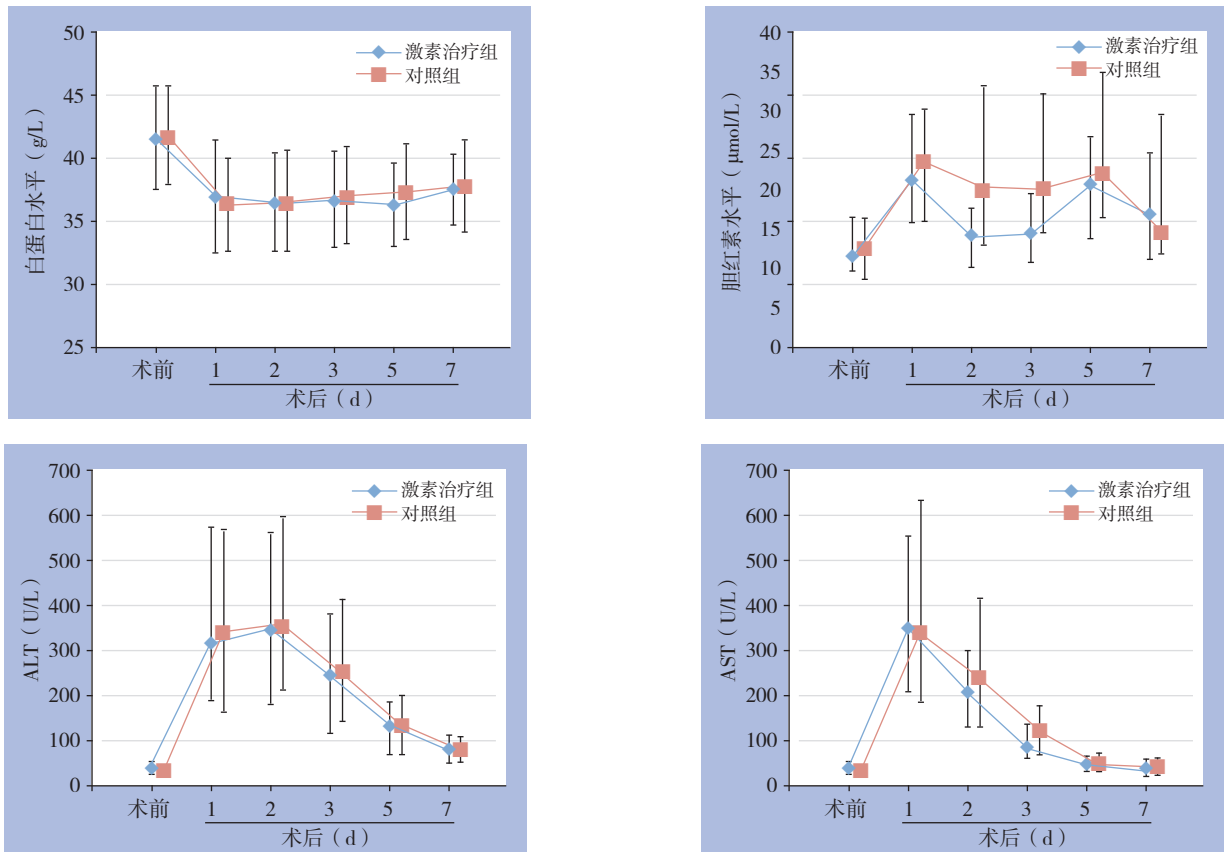 50
45
40
35
30
25
白蛋白水平（g/L）
激素治疗组
对照组
术前 1 2 3 5 7
术后（d）
40
35
30
25
20
15
10
5
0
胆红素水平（μmol/L）
激素治疗组
对照组
术前 1 2 3 5 7
术后（d）
700
600
500
400
300
200
100
0
ALT（U/L）
激素治疗组
对照组
术前 1 2 3 5 7
术后（d）
700
600
500
400
300
200
100
0
AST（U/L）
激素治疗组
对照组
术前 1 2 3 5 7
术后（d）